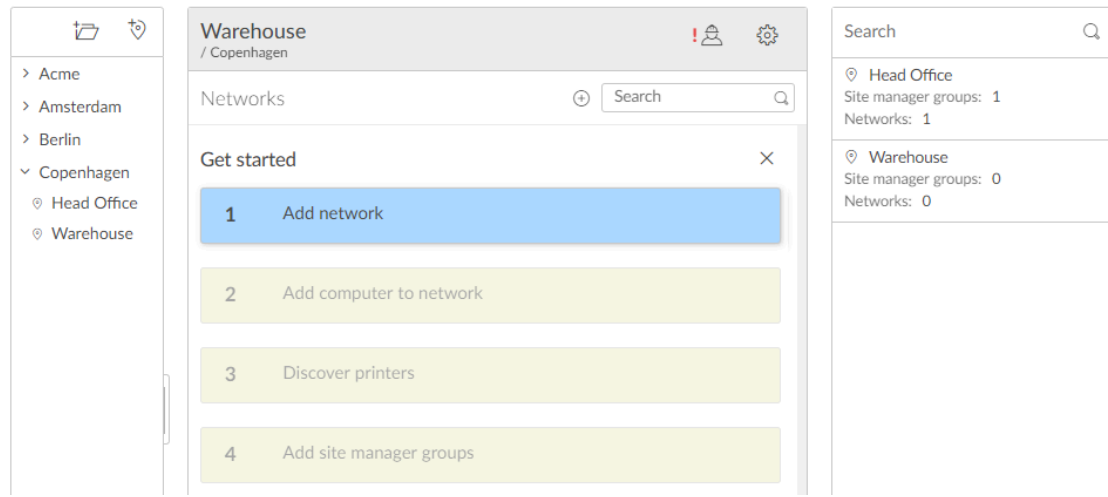 Acme
Amsterdam
Berlin
Copenhagen
Head Office
Warehouse
Warehouse
/ Copenhagen
!
Networks
Search
Get started
1 Add network
2 Add computer to network
3 Discover printers
4 Add site manager groups
Search
Head Office
Site manager groups: 1
Networks: 1
Warehouse
Site manager groups: 0
Networks: 0